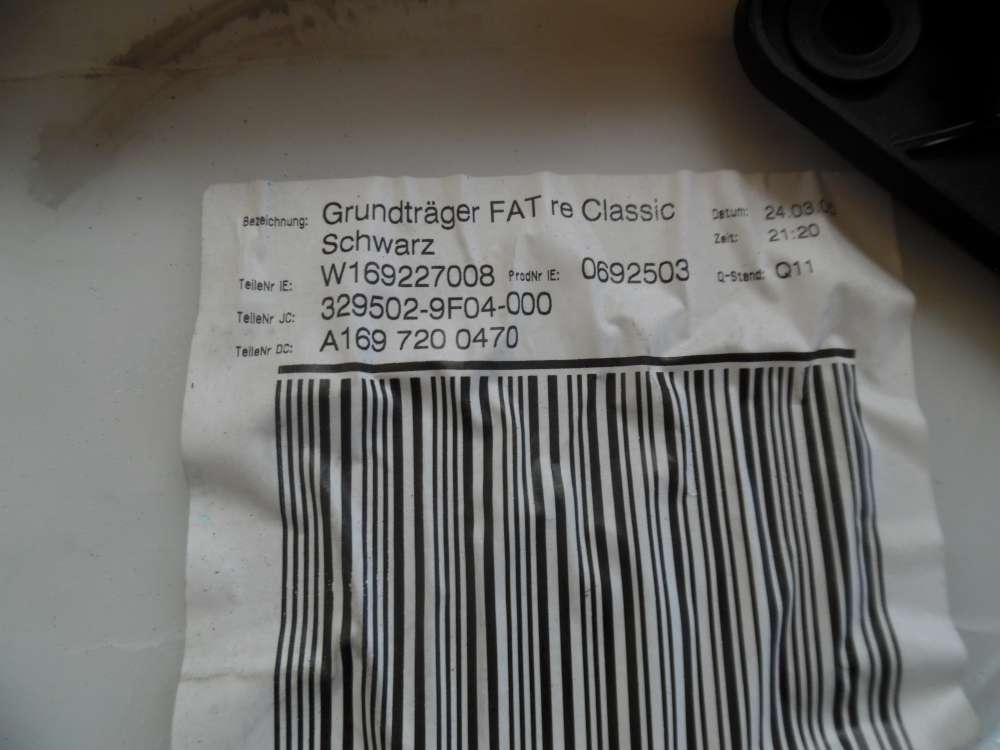 Bezeichnung: Grundträger FAT re Classic Datum: 24.03.
Schwarz Zeit: 21:20
TeileNr IE: W169227008 ProdNr IE: 0692503 Q-Stand: Q11
TeileNr JC: 329502-9F04-000
TeileNr DC: A169 720 0470